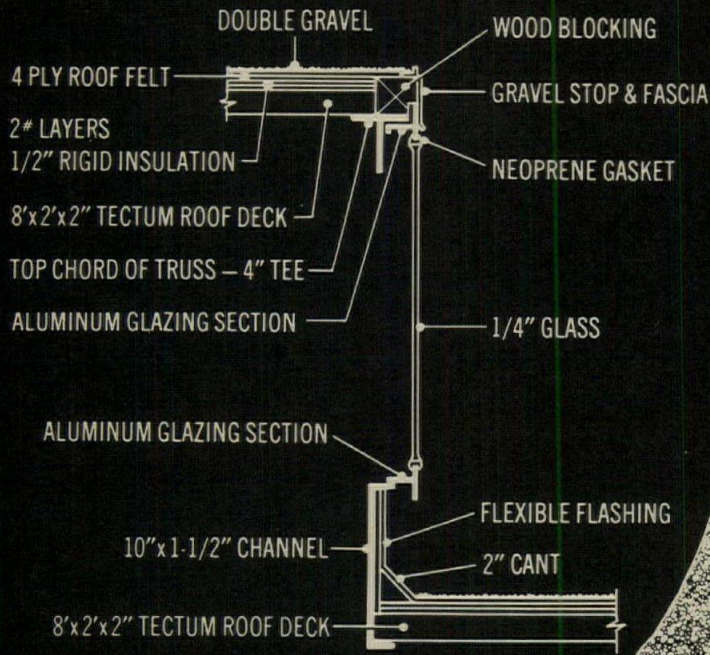 DOUBLE GRAVEL
WOOD BLOCKING
4 PLY ROOF FELT
GRAVEL STOP & FASCIA
2# LAYERS
1/2" RIGID INSULATION
NEOPRENE GASKET
8'x2'x2" TECTUM ROOF DECK
TOP CHORD OF TRUSS – 4" TEE
ALUMINUM GLAZING SECTION
1/4" GLASS
ALUMINUM GLAZING SECTION
FLEXIBLE FLASHING
10"x1-1/2" CHANNEL
2" CANT
8'x2'x2" TECTUM ROOF DECK